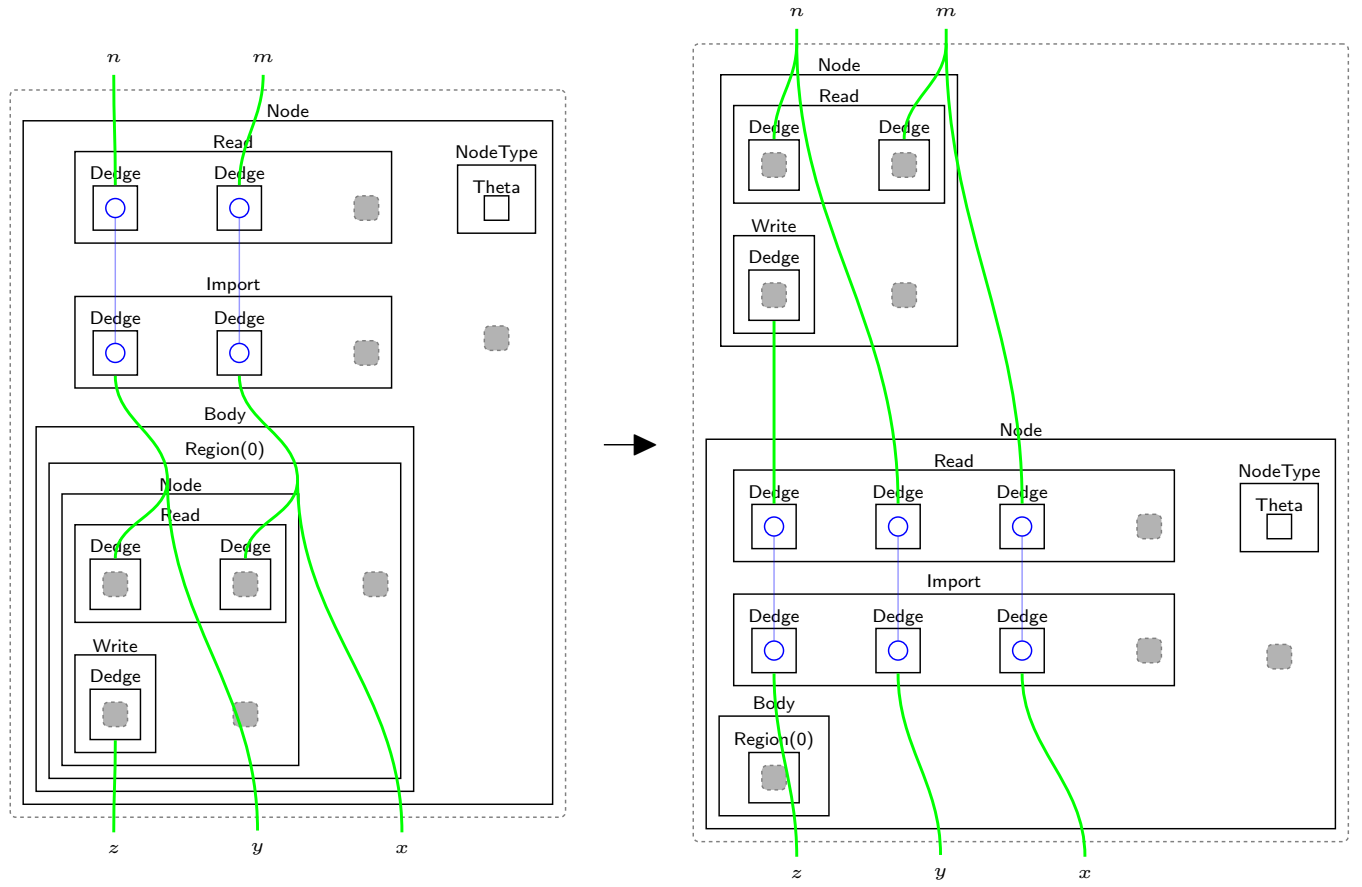 n m
Node
Read
Dedge Dedge
NodeType
Theta
Import
Dedge Dedge
Body
Region(0)
Node
Read
Dedge Dedge
Write
Dedge
z y x
n m
Node
Read
Dedge Dedge
Write
Dedge
Node
Read
Dedge Dedge Dedge
NodeType
Theta
Import
Dedge Dedge Dedge
Body
Region(0)
z y x